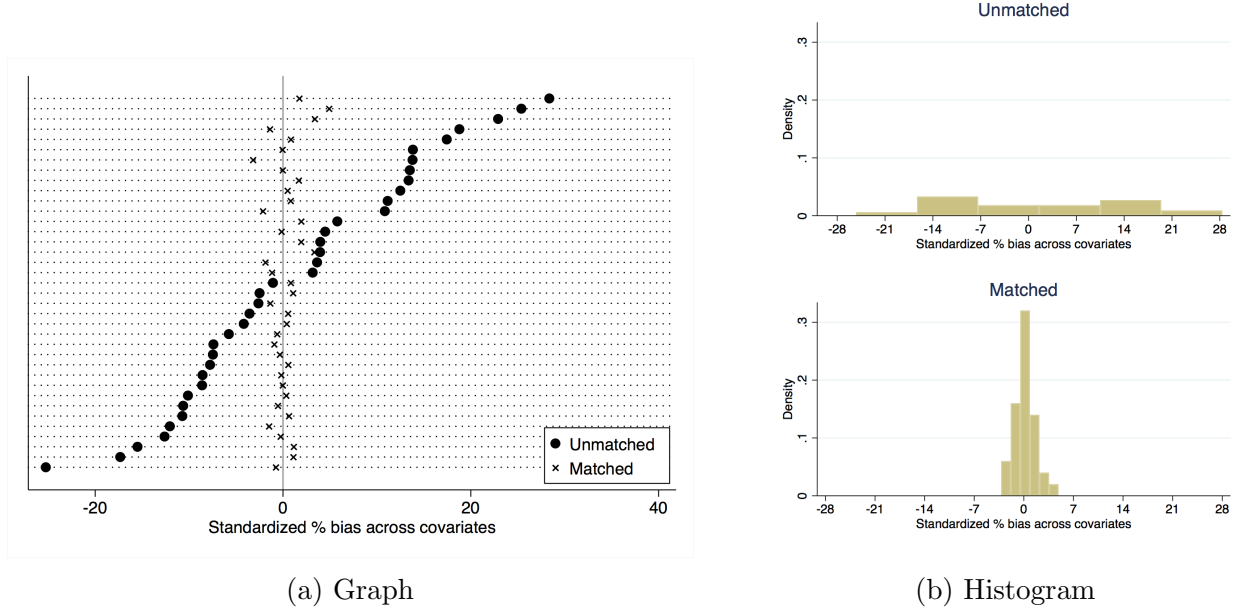 Unmatched
Matched
-20 0 20 40
Standardized % bias across covariates
(a) Graph
Unmatched
Density
0 .1 .2 .3
-28 -21 -14 -7 0 7 14 21 28
Standardized % bias across covariates
Matched
Density
0 .1 .2 .3
-28 -21 -14 -7 0 7 14 21 28
Standardized % bias across covariates
(b) Histogram